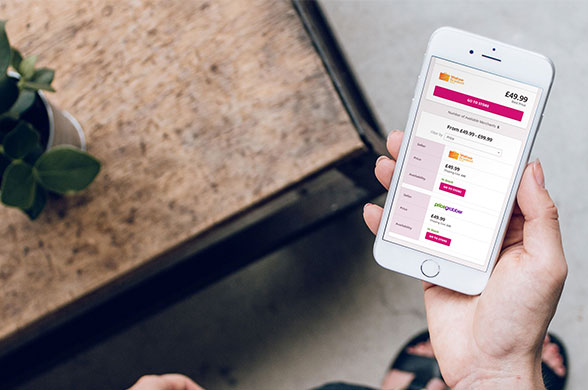 £49.99
GO TO STORE
Number of Available Merchants
From £49.99 - £99.99
Seller
Price
£49.99
Availability
In stock
GO TO STORE
Seller
pricegrabber
Price
£49.99
Availability
In stock
GO TO STORE